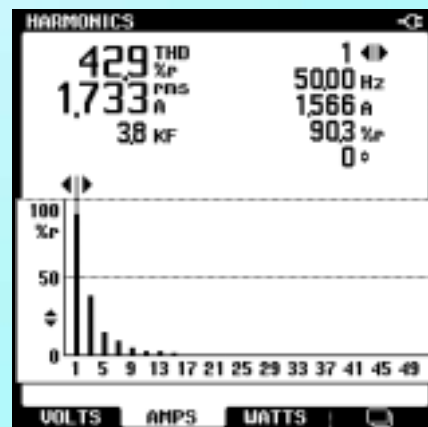 HARMONICS
42,9 THD %r
1,733 rms A
3,8 KF
1
50,00 Hz
1,566 A
90,3 %r
0 °
100
%r
50
0
1 5 9 13 17 21 25 29 33 37 41 45 49
VOLTS AMPS WATTS